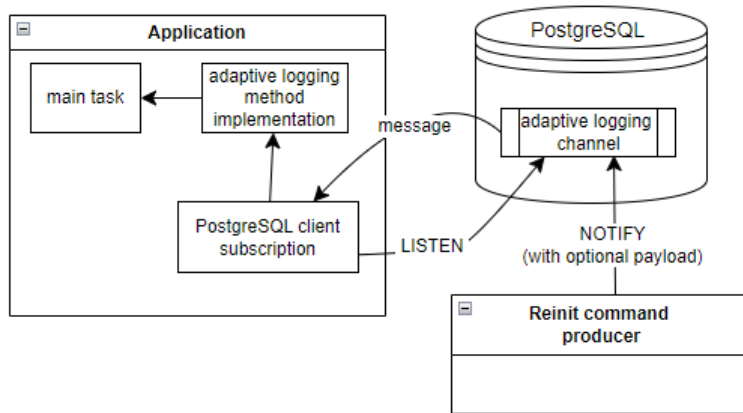 Application
main task
adaptive logging
method
implementation
PostgreSQL client
subscription
message
LISTEN
PostgreSQL
adaptive logging
channel
NOTIFY
(with optional payload)
Reinit command
producer